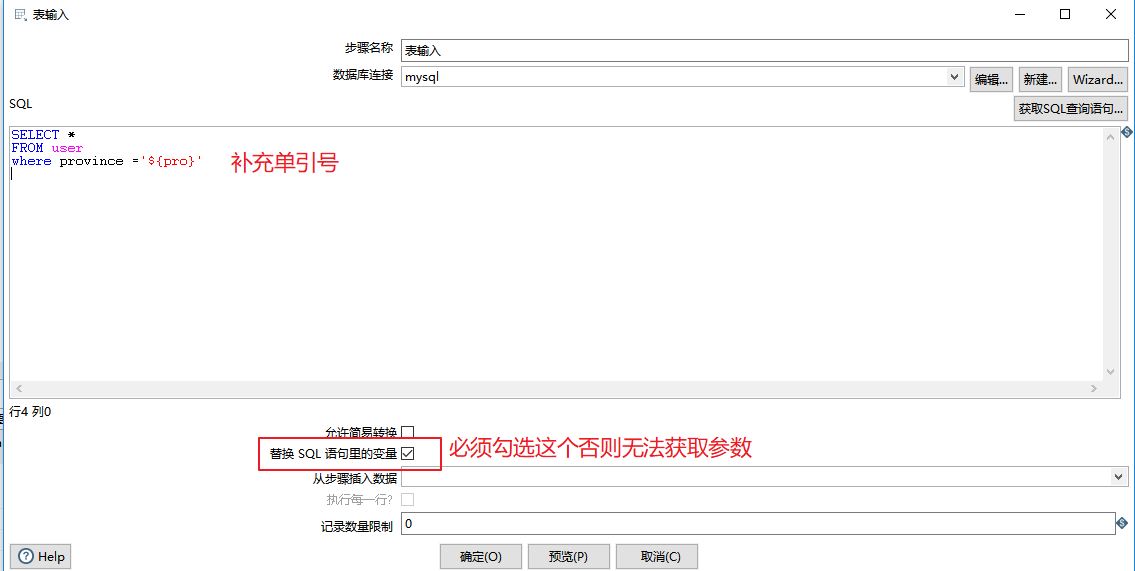 表输入
步骤名称 表输入
数据库连接 mysql 编辑... 新建... Wizard...
SQL 获取SQL查询语句...
SELECT *
FROM user
where province ='${pro}' 补充单引号
行4 列0
允许简易转换
替换 SQL 语句里的变量 必须勾选这个否则无法获取参数
从步骤插入数据
执行每一行?
记录数量限制 0
Help 确定(O) 预览(P) 取消(C)